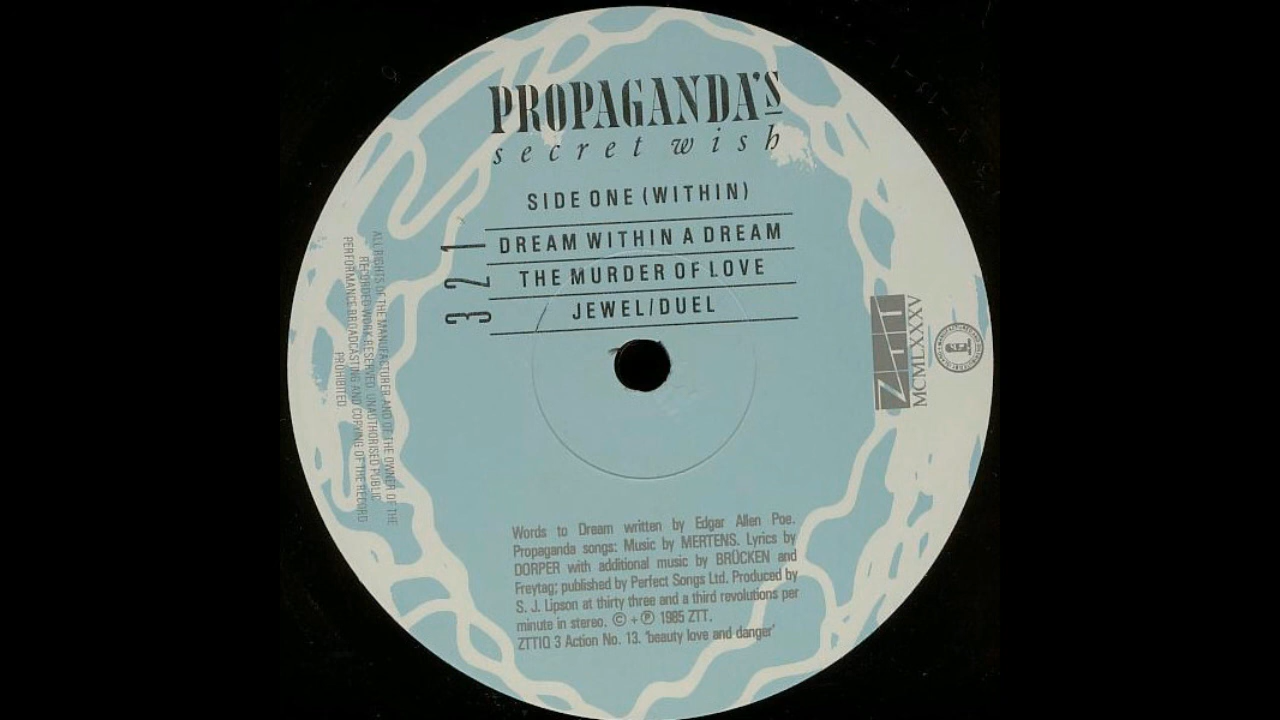 PROPAGANDA'S
secret wish
SIDE ONE (WITHIN)
1 DREAM WITHIN A DREAM
2 THE MURDER OF LOVE
3 JEWEL/DUEL
ALL RIGHTS OF THE MANUFACTURER AND OF THE OWNER OF THE
RECORDED WORK RESERVED. UNAUTHORISED PUBLIC
PERFORMANCE BROADCASTING AND COPYING OF THE RECORD
PROHIBITED.
ZTT
MCMLXXXV
Words to Dream written by Edgar Allen Poe.
Propaganda songs: Music by MERTENS. Lyrics by
DORPER with additional music by BRÜCKEN and
Freytag; published by Perfect Songs Ltd. Produced by
S. J. Lipson at thirty three and a third revolutions per
minute in stereo. © + ℗ 1985 ZTT.
ZTTIQ 3 Action No. 13. 'beauty love and danger'